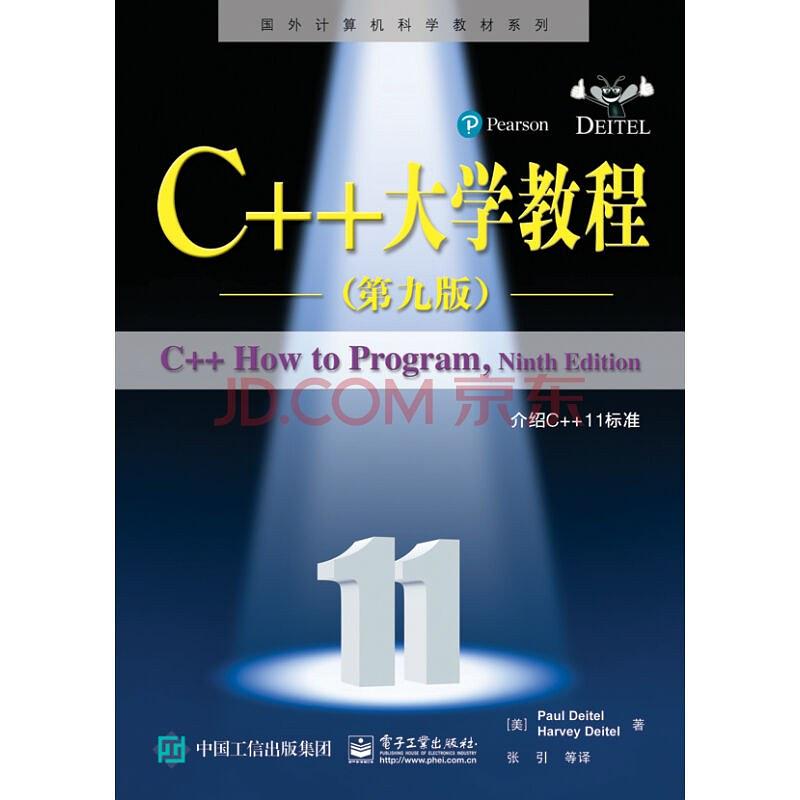 国外计算机科学教材系列
Pearson
DEITEL
C++大学教程
（第九版）
C++ How to Program, Ninth Edition
JD.COM 京东
介绍C++11标准
11
[美] Paul Deitel
Harvey Deitel 著
张 引 等译
中国工信出版集团
电子工业出版社
PUBLISHING HOUSE OF ELECTRONICS INDUSTRY
http://www.phei.com.cn